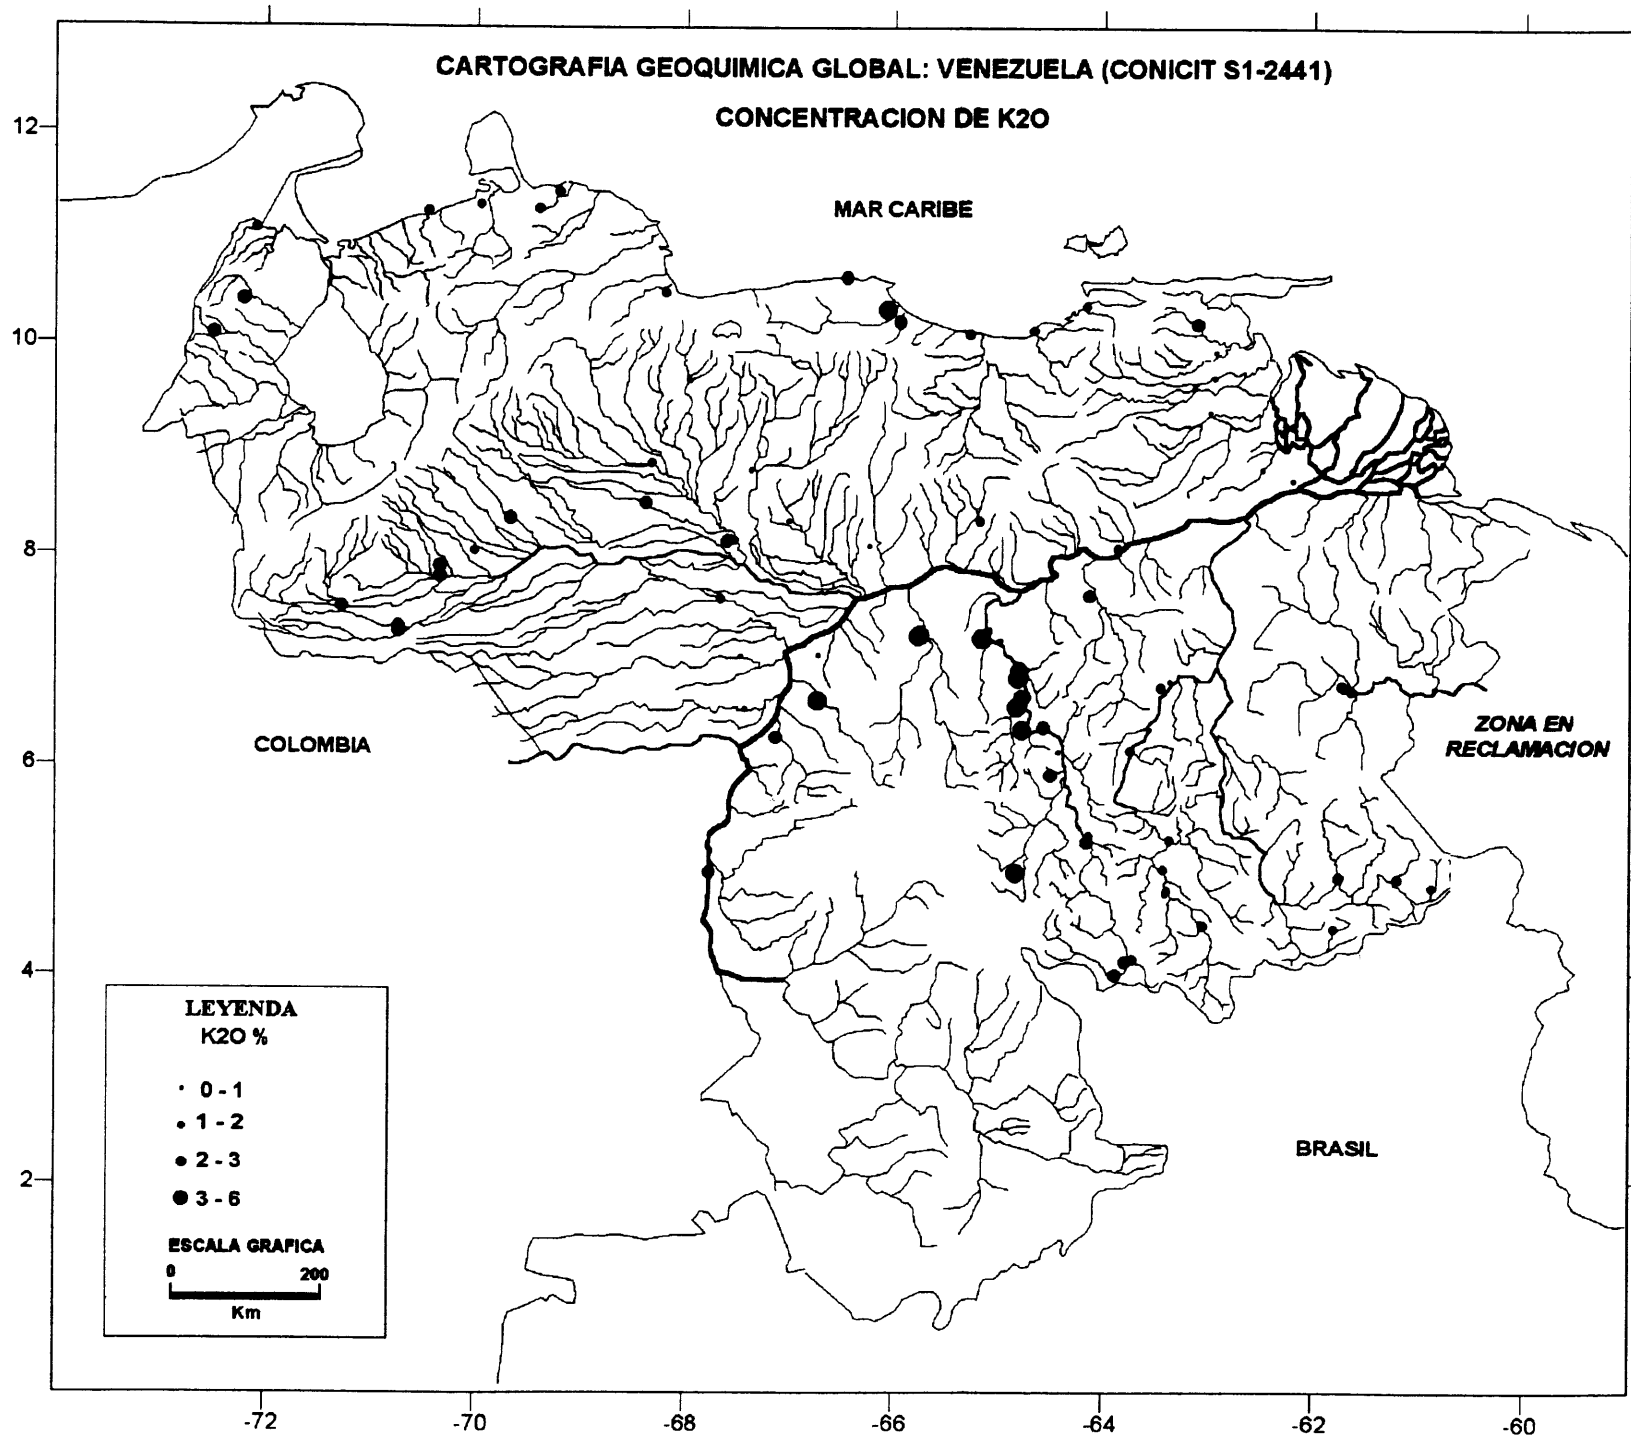 CARTOGRAFIA GEOQUIMICA GLOBAL: VENEZUELA (CONICIT S1-2441)
CONCENTRACION DE K2O
12
MAR CARIBE
10
8
COLOMBIA
ZONA EN
RECLAMACION
6
4
LEYENDA
K2O %
0 - 1
1 - 2
2 - 3
3 - 6
BRASIL
2
ESCALA GRAFICA
0 200
Km
-72 -70 -68 -66 -64 -62 -60